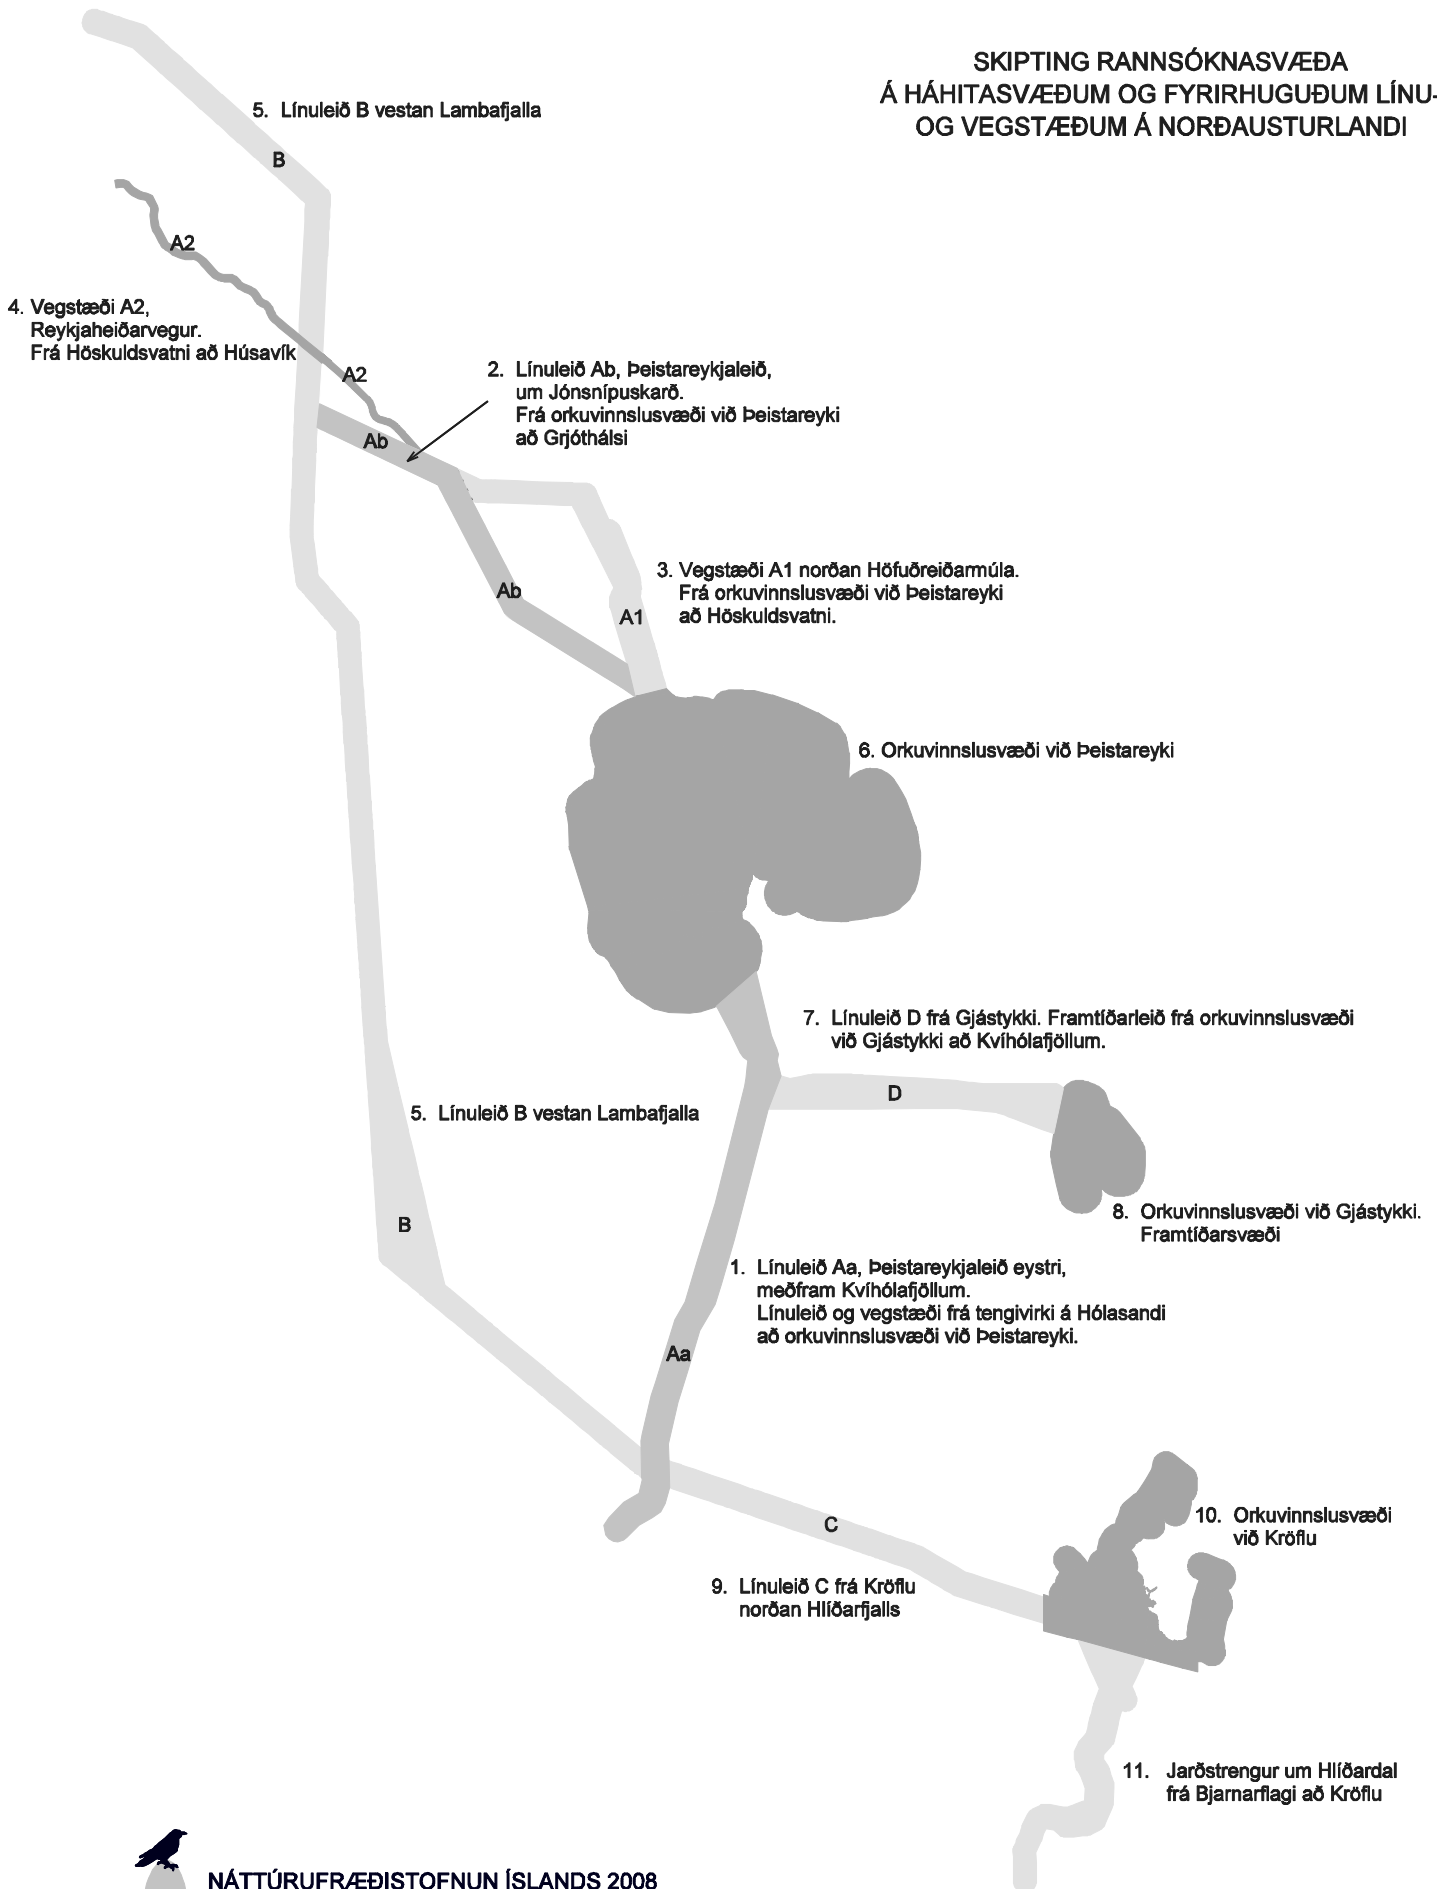 SKIPTING RANNSÓKNASVÆÐA
Á HÁHITASVÆÐUM OG FYRIRHUGUÐUM LÍNU-
OG VEGSTÆÐUM Á NORÐAUSTURLANDI
5. Línuleið B vestan Lambafjalla
B
A2
4. Vegstæði A2,
Reykjaheiðarvegur.
Frá Höskuldsvatni að Húsavík
A2
2. Línuleið Ab, Þeistareykjaleið,
um Jónsnípuskarð.
Frá orkuvinnslusvæði við Þeistareyki
að Grjóthálsi
Ab
Ab
3. Vegstæði A1 norðan Höfuðreiðarmúla.
Frá orkuvinnslusvæði við Þeistareyki
að Höskuldsvatni.
A1
6. Orkuvinnslusvæði við Þeistareyki
7. Línuleið D frá Gjástykki. Framtíðarleið frá orkuvinnslusvæði
við Gjástykki að Kvíhólafjöllum.
D
5. Línuleið B vestan Lambafjalla
B
8. Orkuvinnslusvæði við Gjástykki.
Framtíðarsvæði
1. Línuleið Aa, Þeistareykjaleið eystri,
meðfram Kvíhólafjöllum.
Línuleið og vegstæði frá tengivirki á Hólasandi
að orkuvinnslusvæði við Þeistareyki.
Aa
10. Orkuvinnslusvæði
við Kröflu
C
9. Línuleið C frá Kröflu
norðan Hlíðarfjalls
11. Jarðstrengur um Hlíðardal
frá Bjarnarflagi að Kröflu
NÁTTÚRUFRÆÐISTOFNUN ÍSLANDS 2008